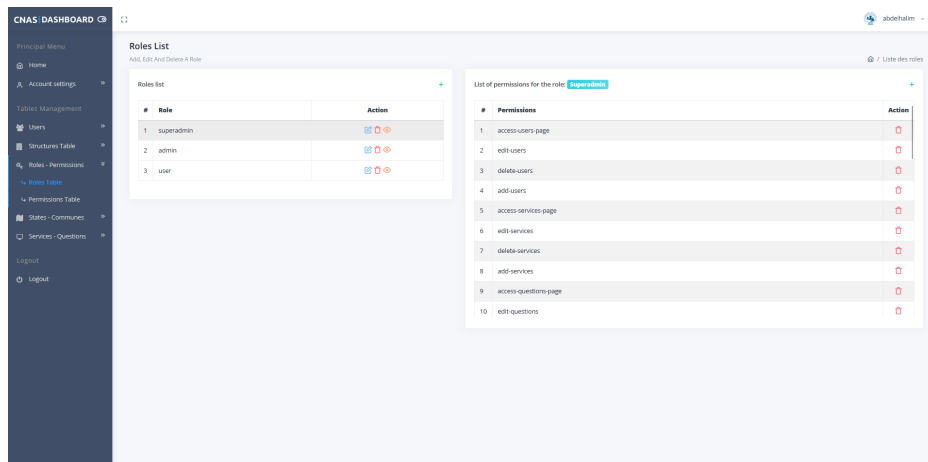 CNAS|DASHBOARD
abdelhalim
Principal Menu
Home
Account settings
Tables Management
Users
Structures Table
Roles - Permissions
Roles Table
Permissions Table
States - Communes
Services - Questions
Logout
Logout
Roles List
Add, Edit And Delete A Role
/ Liste des roles
Roles list +
# Role Action
1 superadmin
2 admin
3 user
List of permissions for the role: Superadmin +
# Permissions Action
1 access-users-page
2 edit-users
3 delete-users
4 add-users
5 access-services-page
6 edit-services
7 delete-services
8 add-services
9 access-questions-page
10 edit-questions